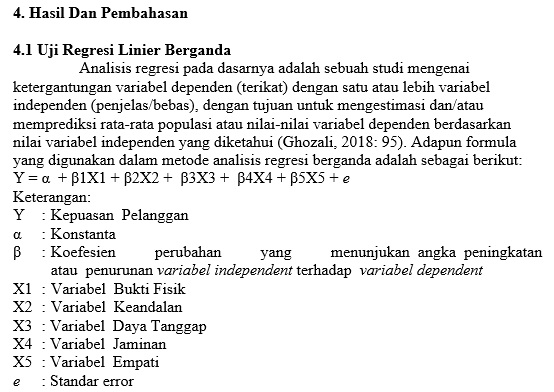 4. Hasil Dan Pembahasan
4.1 Uji Regresi Linier Berganda
Analisis regresi pada dasarnya adalah sebuah studi mengenai
ketergantungan variabel dependen (terikat) dengan satu atau lebih variabel
independen (penjelas/bebas), dengan tujuan untuk mengestimasi dan/atau
memprediksi rata-rata populasi atau nilai-nilai variabel dependen berdasarkan
nilai variabel independen yang diketahui (Ghozali, 2018: 95). Adapun formula
yang digunakan dalam metode analisis regresi berganda adalah sebagai berikut:
Y = α + β1X1 + β2X2 + β3X3 + β4X4 + β5X5 + e
Keterangan:
Y : Kepuasan Pelanggan
α : Konstanta
β : Koefesien perubahan yang menunjukan angka peningkatan
atau penurunan variabel independent terhadap variabel dependent
X1 : Variabel Bukti Fisik
X2 : Variabel Keandalan
X3 : Variabel Daya Tanggap
X4 : Variabel Jaminan
X5 : Variabel Empati
e : Standar error